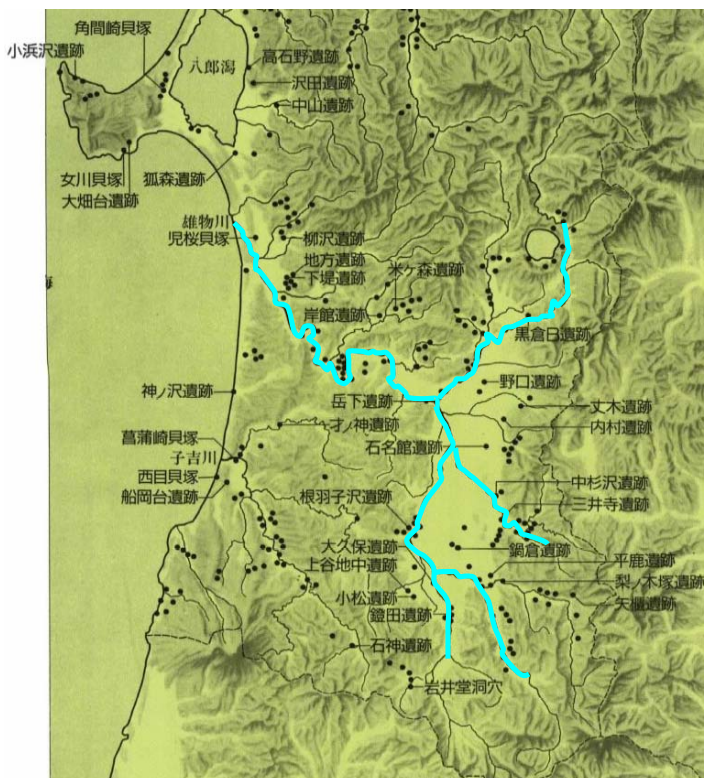 角間崎貝塚
小浜沢遺跡
八郎潟
高石野遺跡
沢田遺跡
中山遺跡
女川貝塚
狐森遺跡
大畑台遺跡
雄物川
児桜貝塚
柳沢遺跡
地方遺跡
下堤遺跡
米ヶ森遺跡
海
岸館遺跡
黒倉B遺跡
神ノ沢遺跡
野口遺跡
岳下遺跡
丈木遺跡
才ノ神遺跡
内村遺跡
菖蒲崎貝塚
石名館遺跡
子吉川
西目貝塚
中杉沢遺跡
船岡台遺跡
根羽子沢遺跡
三井寺遺跡
大久保遺跡
鍋倉遺跡
平鹿遺跡
上谷地中遺跡
梨ノ木塚遺跡
小松遺跡
矢櫃遺跡
鐙田遺跡
石神遺跡
岩井堂洞穴